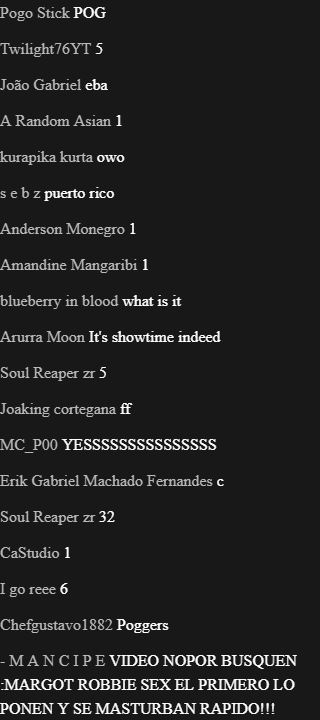 Pogo Stick POG
Twilight76YT 5
João Gabriel eba
A Random Asian 1
kurapika kurta owo
s e b z puerto rico
Anderson Monegro 1
Amandine Mangaribi 1
blueberry in blood what is it
Arurra Moon It's showtime indeed
Soul Reaper zr 5
Joaking cortegana ff
MC_P00 YESSSSSSSSSSSSSSS
Erik Gabriel Machado Fernandes c
Soul Reaper zr 32
CaStudio 1
I go reee 6
Chefgustavo1882 Poggers
- M A N C I P E VIDEO NOPOR BUSQUEN
:MARGOT ROBBIE SEX EL PRIMERO LO
PONEN Y SE MASTURBAN RAPIDO!!!